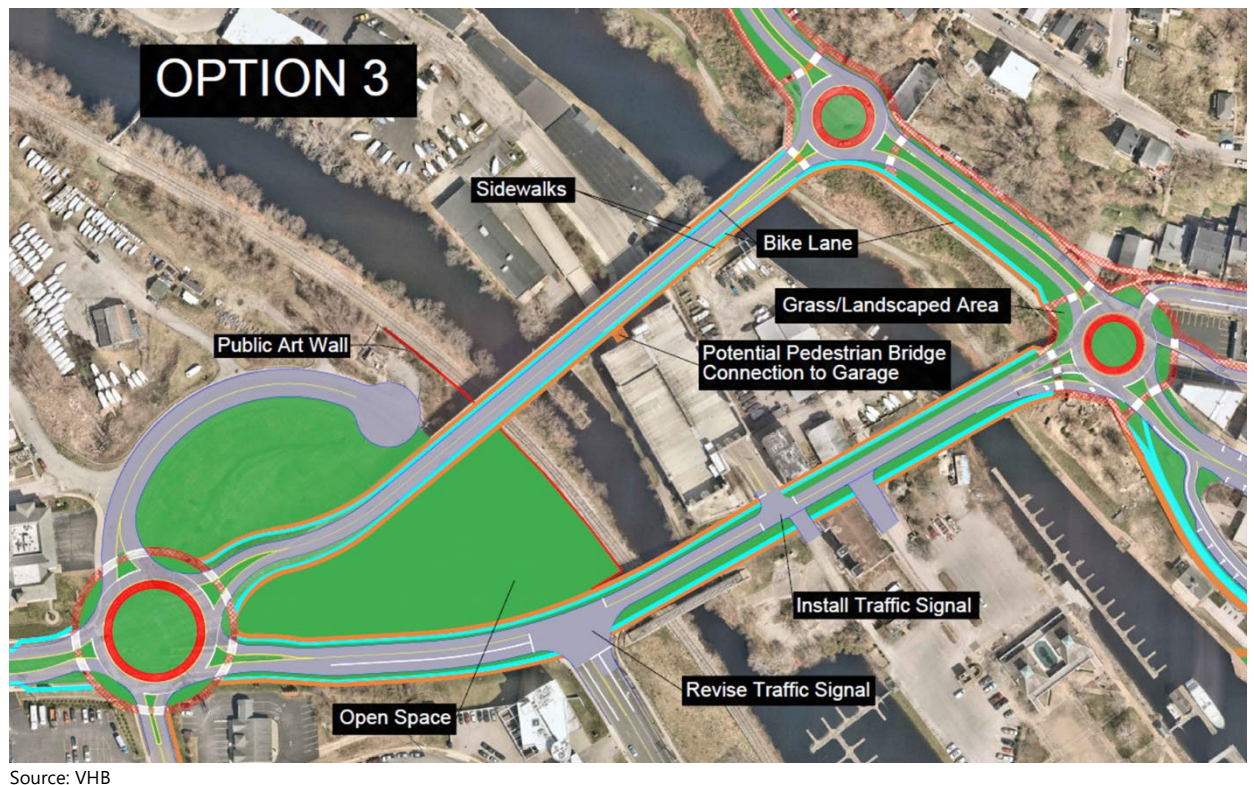 OPTION 3
Sidewalks
Bike Lane
Grass/Landscaped Area
Public Art Wall
Potential Pedestrian Bridge
Connection to Garage
Install Traffic Signal
Revise Traffic Signal
Open Space
Source: VHB